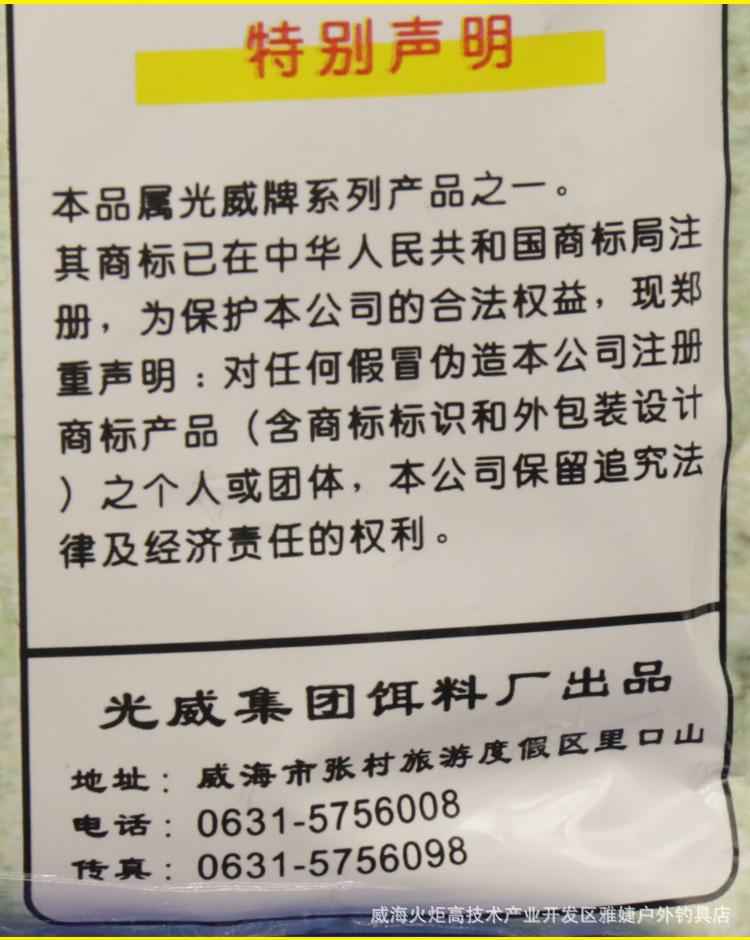 特别声明
本品属光威牌系列产品之一。
其商标已在中华人民共和国商标局注
册，为保护本公司的合法权益，现郑
重声明：对任何假冒伪造本公司注册
商标产品（含商标标识和外包装设计
）之个人或团体，本公司保留追究法
律及经济责任的权利。
光威集团饵料厂出品
地址：威海市张村旅游度假区里口山
电话：0631-5756008
传真：0631-5756098
威海火炬高技术产业开发区雅婕户外钓具店